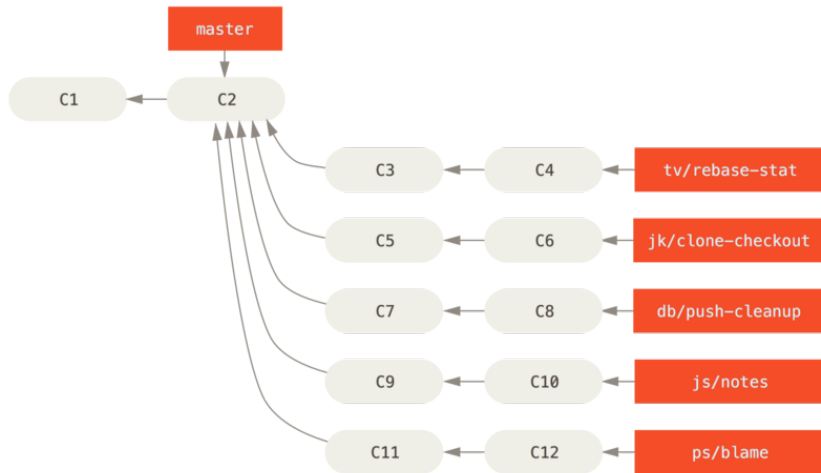 master
C1
C2
C3
C4
tv/rebase-stat
C5
C6
jk/clone-checkout
C7
C8
db/push-cleanup
C9
C10
js/notes
C11
C12
ps/blame